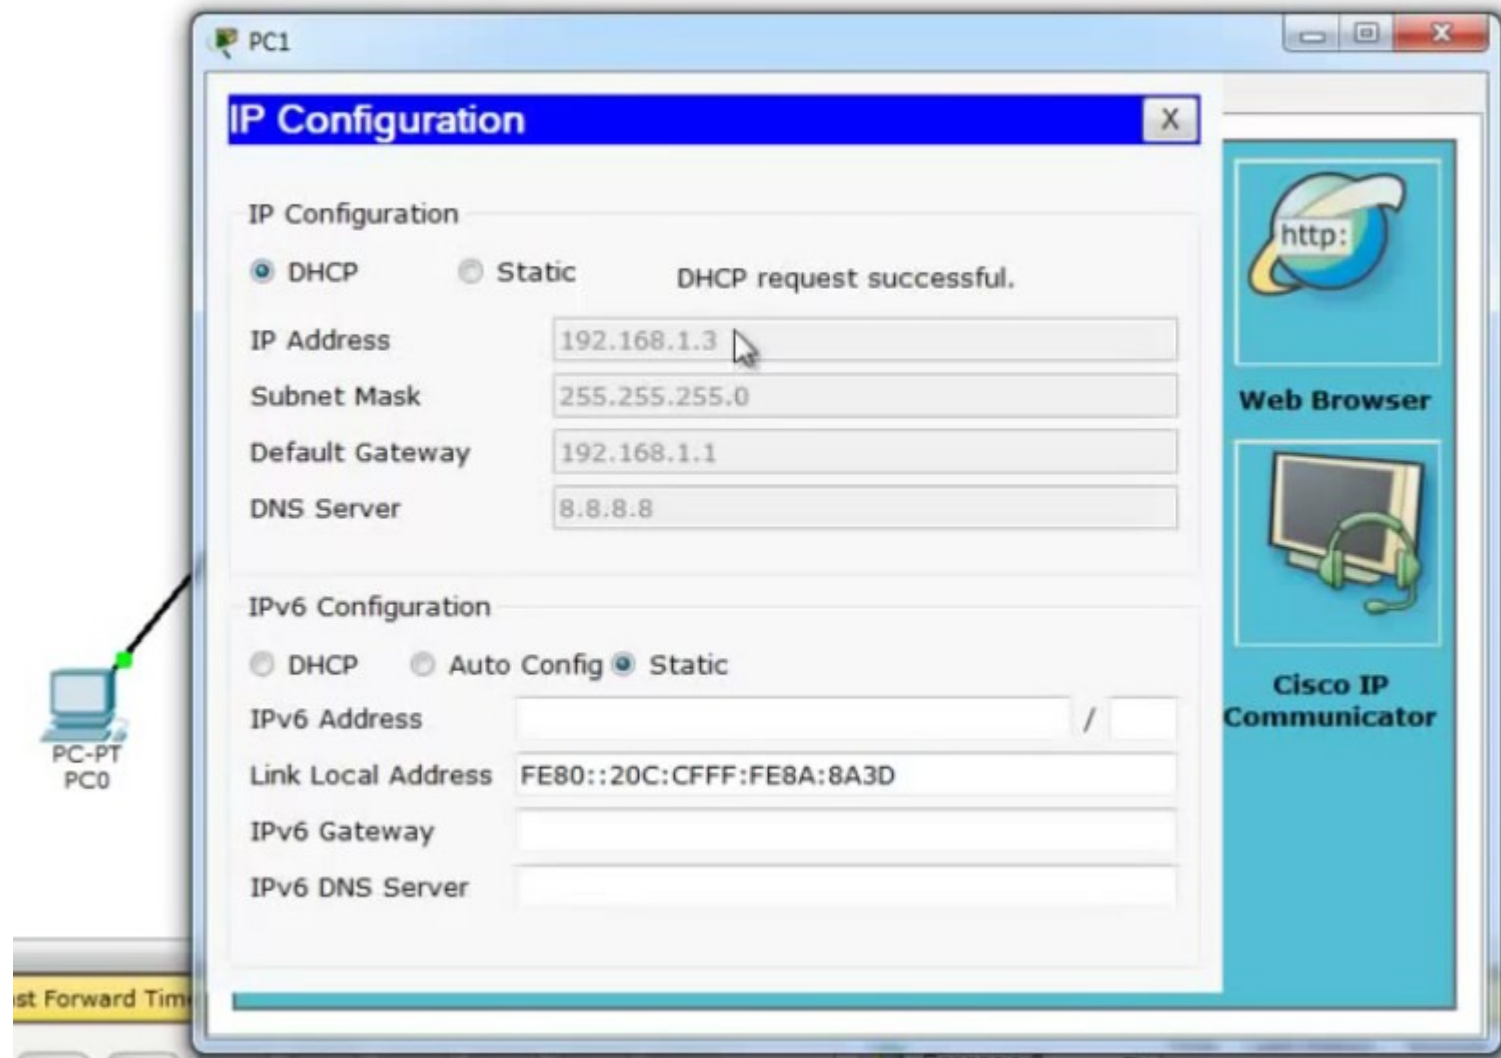 PC1
IP Configuration
X
IP Configuration
DHCP Static DHCP request successful.
IP Address 192.168.1.3
Subnet Mask 255.255.255.0
Default Gateway 192.168.1.1
DNS Server 8.8.8.8
IPv6 Configuration
DHCP Auto Config Static
IPv6 Address /
Link Local Address FE80::20C:CFFF:FE8A:8A3D
IPv6 Gateway
IPv6 DNS Server
http:
Web Browser
Cisco IP
Communicator
PC-PT
PC0
Forward